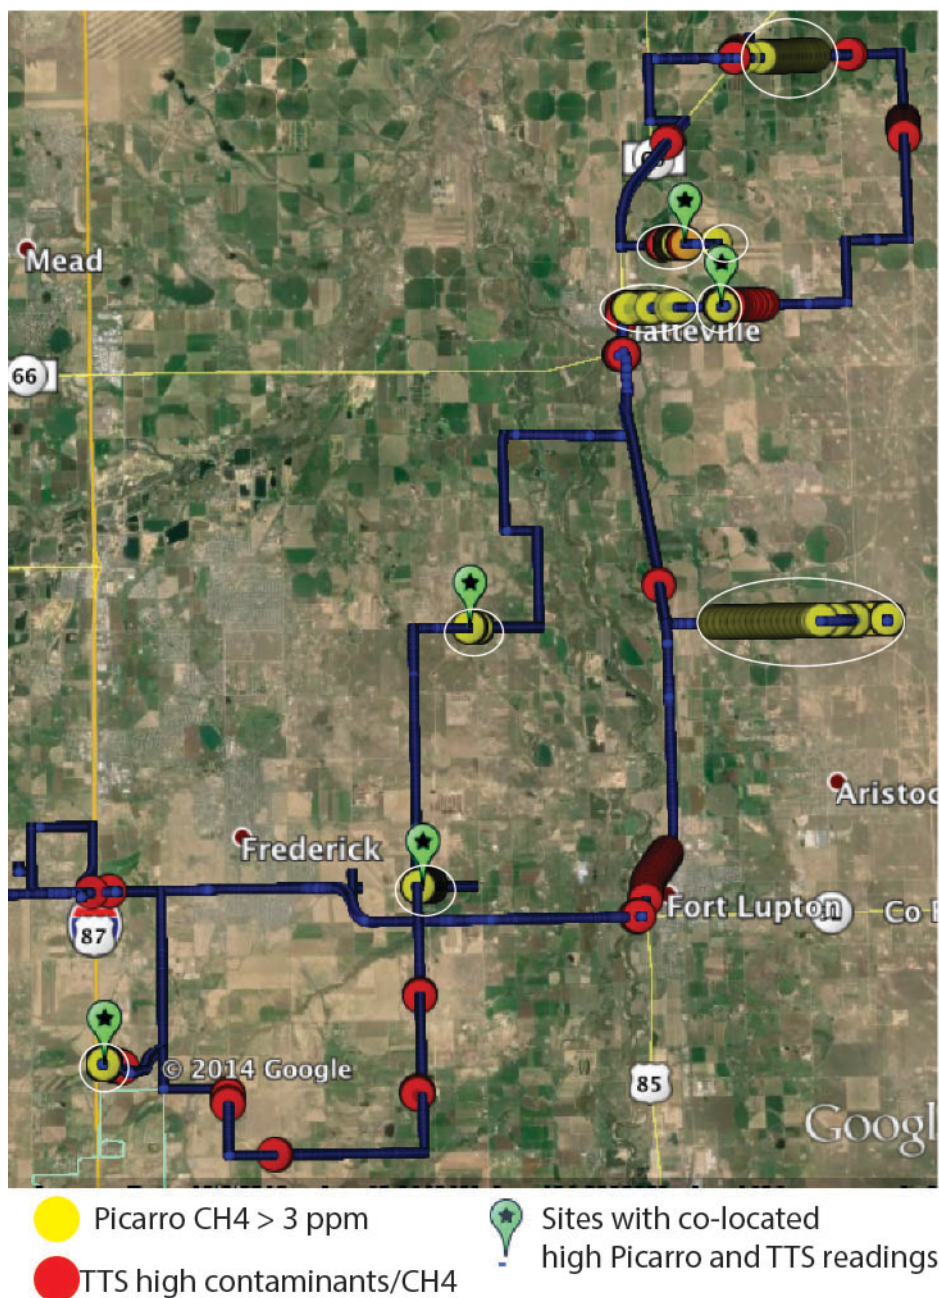 Mead
66
latteville
Aristoc
Frederick
Fort Lupton
Co
87
© 2014 Google
85
Googl
Picarro CH4 > 3 ppm
Sites with co-located
high Picarro and TTS readings
TTS high contaminants/CH4